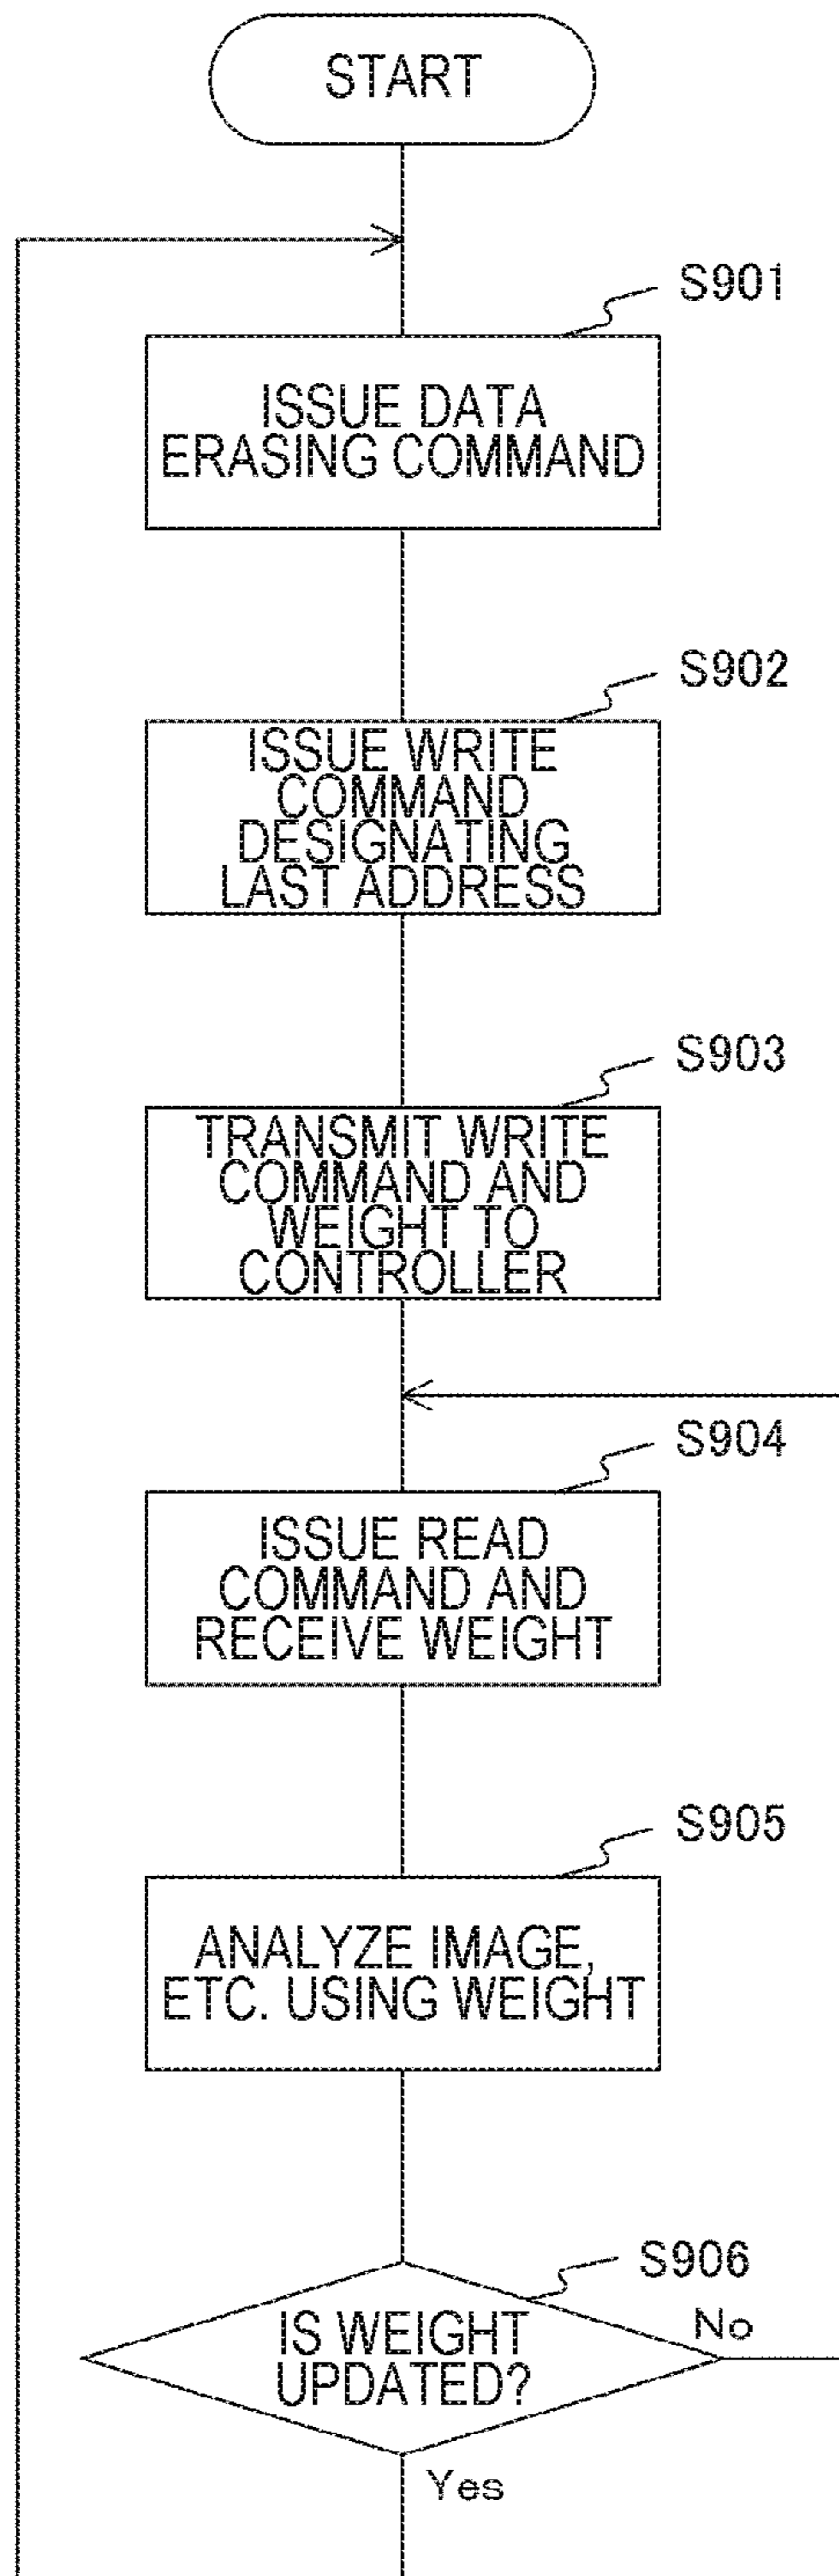 START
S901
ISSUE DATA
ERASING COMMAND
S902
ISSUE WRITE
COMMAND
DESIGNATING
LAST ADDRESS
S903
TRANSMIT WRITE
COMMAND AND
WEIGHT TO
CONTROLLER
S904
ISSUE READ
COMMAND AND
RECEIVE WEIGHT
S905
ANALYZE IMAGE,
ETC. USING WEIGHT
S906
IS WEIGHT
UPDATED?
No
Yes